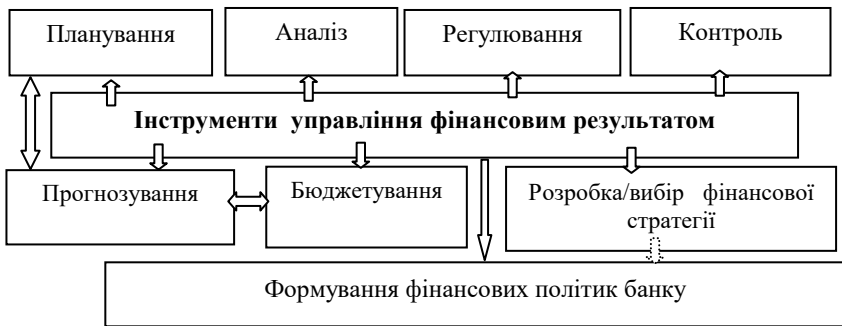 Планування
Аналіз
Регулювання
Контроль
Інструменти управління фінансовим результатом
Прогнозування
Бюджетування
Розробка/вибір фінансової
стратегії
Формування фінансових політик банку